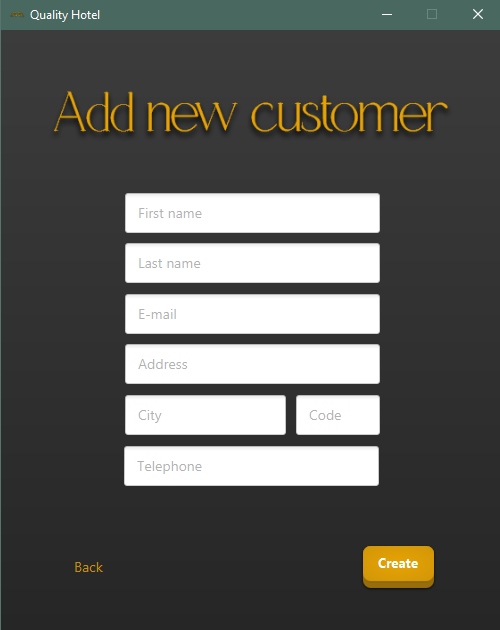 Quality Hotel
Add new customer
First name
Last name
E-mail
Address
City Code
Telephone
Back Create